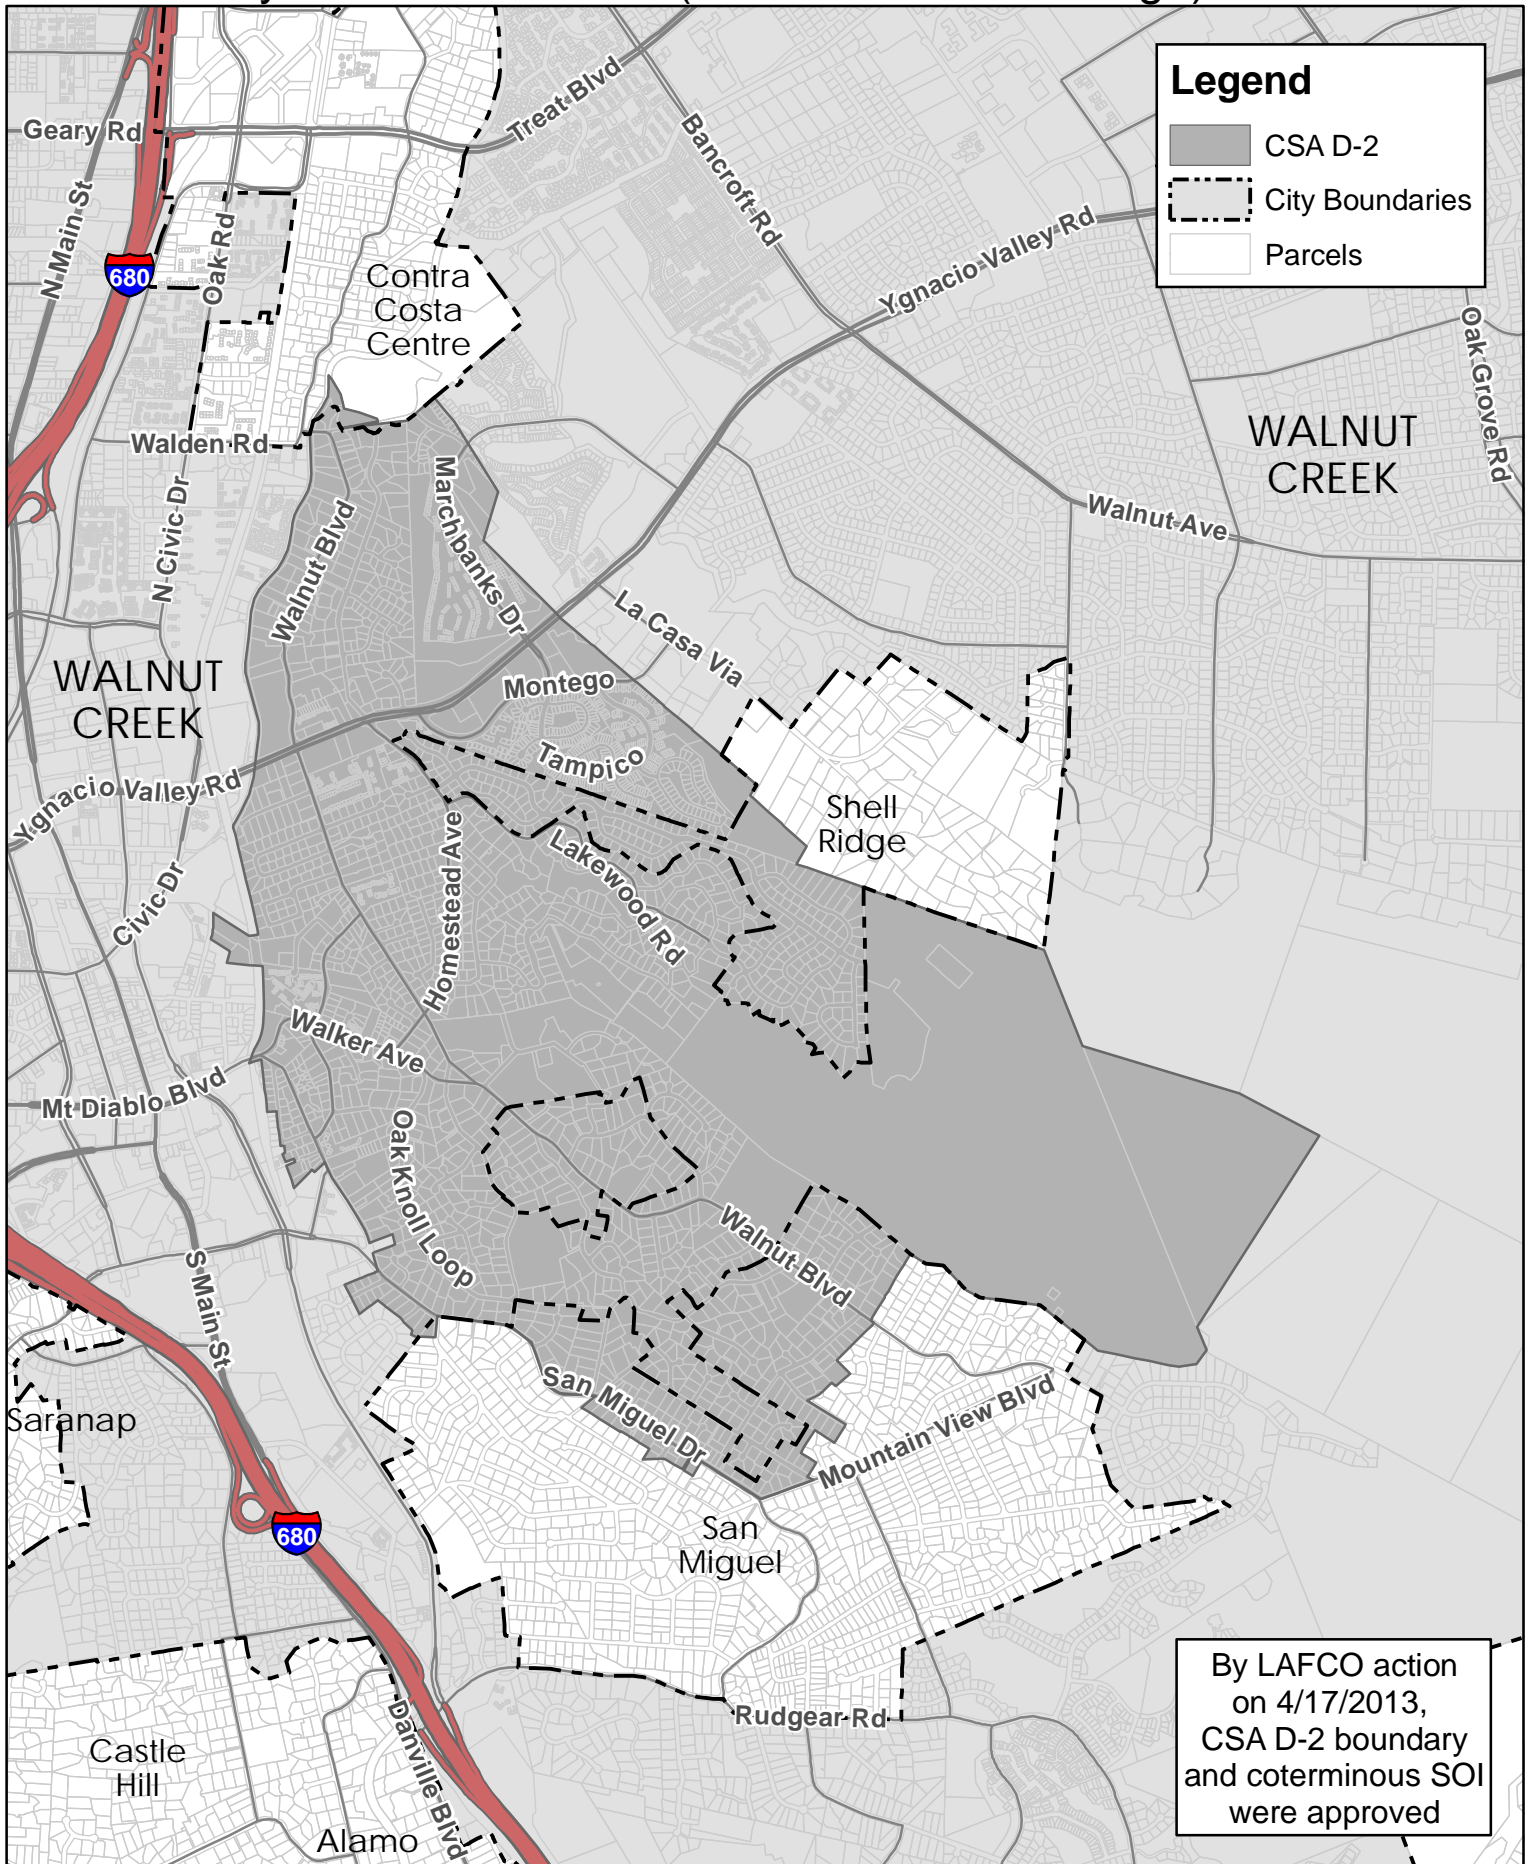 Legend
CSA D-2
City Boundaries
Parcels
Geary Rd
Treat Blvd
Bancroft Rd
N Main St
Oak Rd
680
Contra
Costa
Centre
Ygnacio Valley Rd
Oak Grove Rd
WALNUT
CREEK
Walden Rd
N Civic Dr
Walnut Blvd
Marchbanks Dr
Walnut Ave
La Casa Via
WALNUT
CREEK
Montego
Tampico
Ygnacio Valley Rd
Shell
Ridge
Homestead Ave
Lakewood Rd
Civic Dr
Walker Ave
Mt Diablo Blvd
Oak Knoll Loop
Walnut Blvd
S Main St
San Miguel Dr
Mountain View Blvd
Saranap
680
San
Miguel
Rudgear Rd
Danville Blvd
Castle
Hill
Alamo
By LAFCO action
on 4/17/2013,
CSA D-2 boundary
and coterminous SOI
were approved